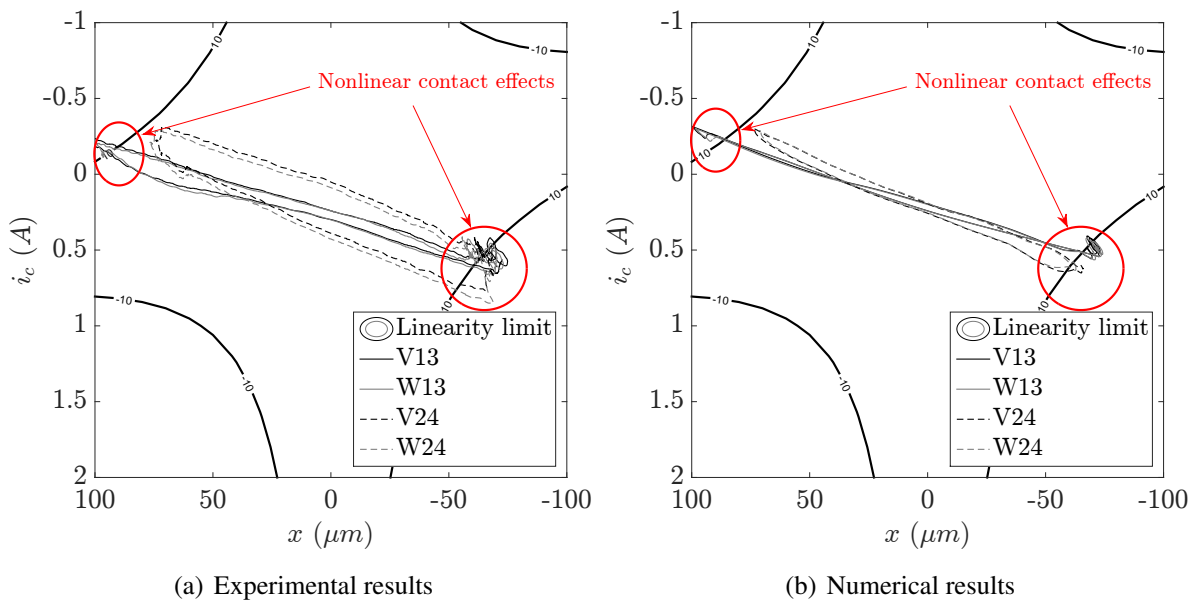 -1
-0.5
0
0.5
1
1.5
2
100
50
0
-50
-100
i_c (A)
x (μm)
10
-10
10
10
10
-10
Nonlinear contact effects
Linearity limit
V13
W13
V24
W24
(a) Experimental results
-1
-0.5
0
0.5
1
1.5
2
100
50
0
-50
-100
i_c (A)
x (μm)
10
-10
10
10
10
-10
Nonlinear contact effects
Linearity limit
V13
W13
V24
W24
(b) Numerical results